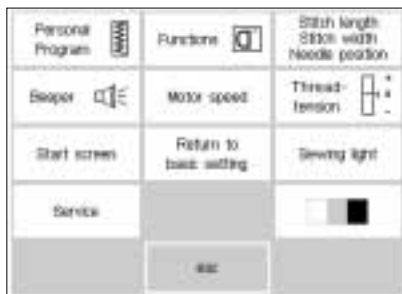 Personal
Program
Functions
Stitch length
Stitch width
Needle position
Beeper
Motor speed
Thread-
tension
+
-
Start screen
Return to
basic setting
Sewing light
Service
esc